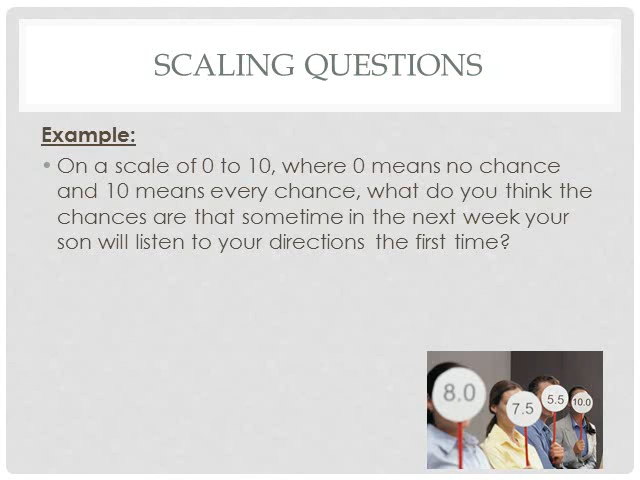 SCALING QUESTIONS
Example:
• On a scale of 0 to 10, where 0 means no chance
and 10 means every chance, what do you think the
chances are that sometime in the next week your
son will listen to your directions the first time?
8.0
7.5
5.5
10.0